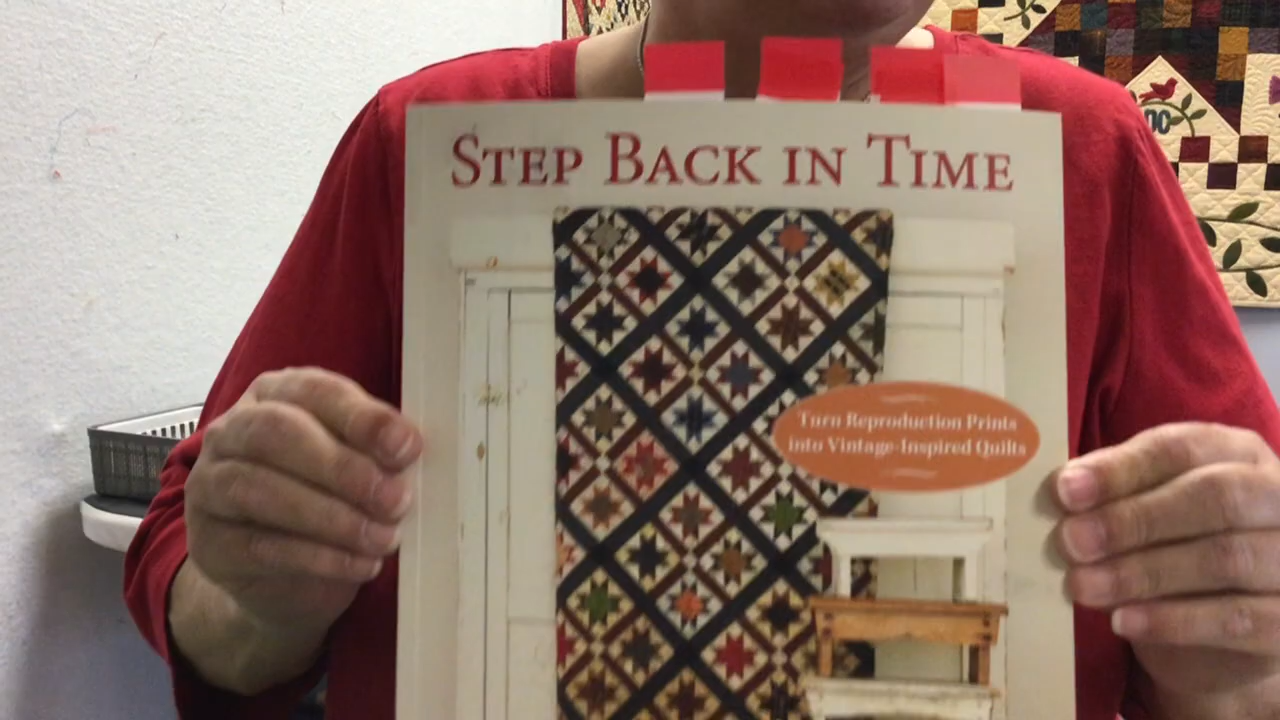 STEP BACK IN TIME
Turn Reproduction Prints
into Vintage-Inspired Quilts